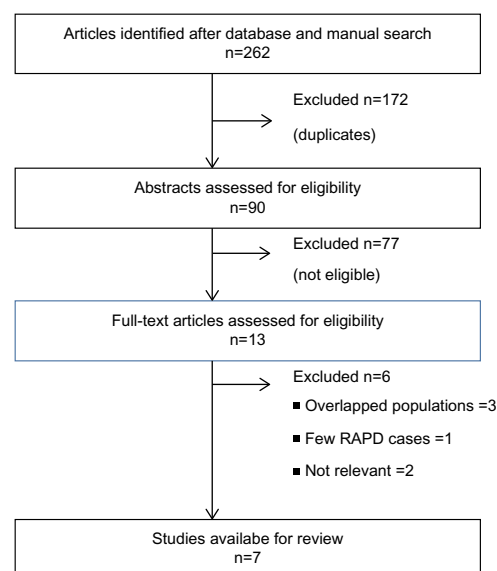 Articles identified after database and manual search
n=262
Excluded n=172
(duplicates)
Abstracts assessed for eligibility
n=90
Excluded n=77
(not eligible)
Full-text articles assessed for eligibility
n=13
Excluded n=6
■ Overlapped populations =3
■ Few RAPD cases =1
■ Not relevant =2
Studies availabe for review
n=7